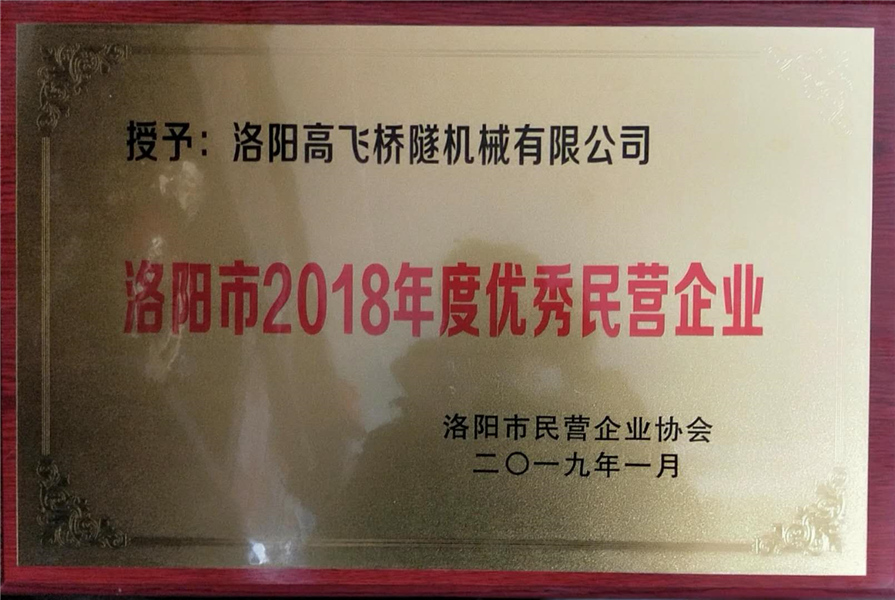 授予：洛阳高飞桥隧机械有限公司
洛阳市2018年度优秀民营企业
洛阳市民营企业协会
二〇一九年一月